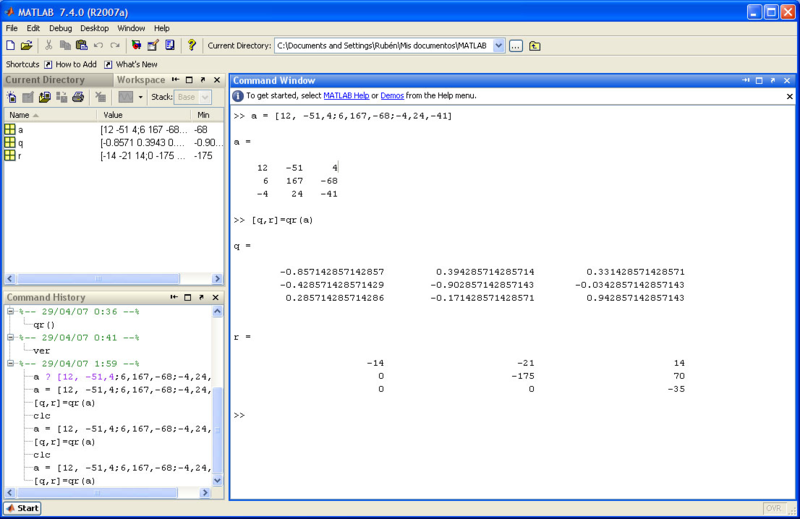 MATLAB 7.4.0 (R2007a)
File Edit Debug Desktop Window Help
Current Directory: C:\Documents and Settings\Rubén\Mis documentos\MATLAB
Shortcuts How to Add What's New
Current Directory Workspace
Stack: Base
Name Value Min
a [12 -51 4;6 167 -68... -68
q [-0.8571 0.3943 0.... -0.90...
r [-14 -21 14;0 -175 ... -175
Command History
%-- 29/04/07 0:36 --%
qr()
%-- 29/04/07 0:41 --%
ver
%-- 29/04/07 1:59 --%
a ? [12, -51,4;6,167,-68;-4,24,
a = [12, -51,4;6,167,-68;-4,24,
[q,r]=qr(a)
clc
a = [12, -51,4;6,167,-68;-4,24,
[q,r]=qr(a)
clc
a = [12, -51,4;6,167,-68;-4,24,
[q,r]=qr(a)
Command Window
To get started, select MATLAB Help or Demos from the Help menu.
>> a = [12, -51,4;6,167,-68;-4,24,-41]
a =
12 -51 4
6 167 -68
-4 24 -41
>> [q,r]=qr(a)
q =
-0.857142857142857 0.394285714285714 0.331428571428571
-0.428571428571429 -0.902857142857143 -0.0342857142857143
0.285714285714286 -0.171428571428571 0.942857142857143
r =
-14 -21 14
0 -175 70
0 0 -35
>>
Start
OVR